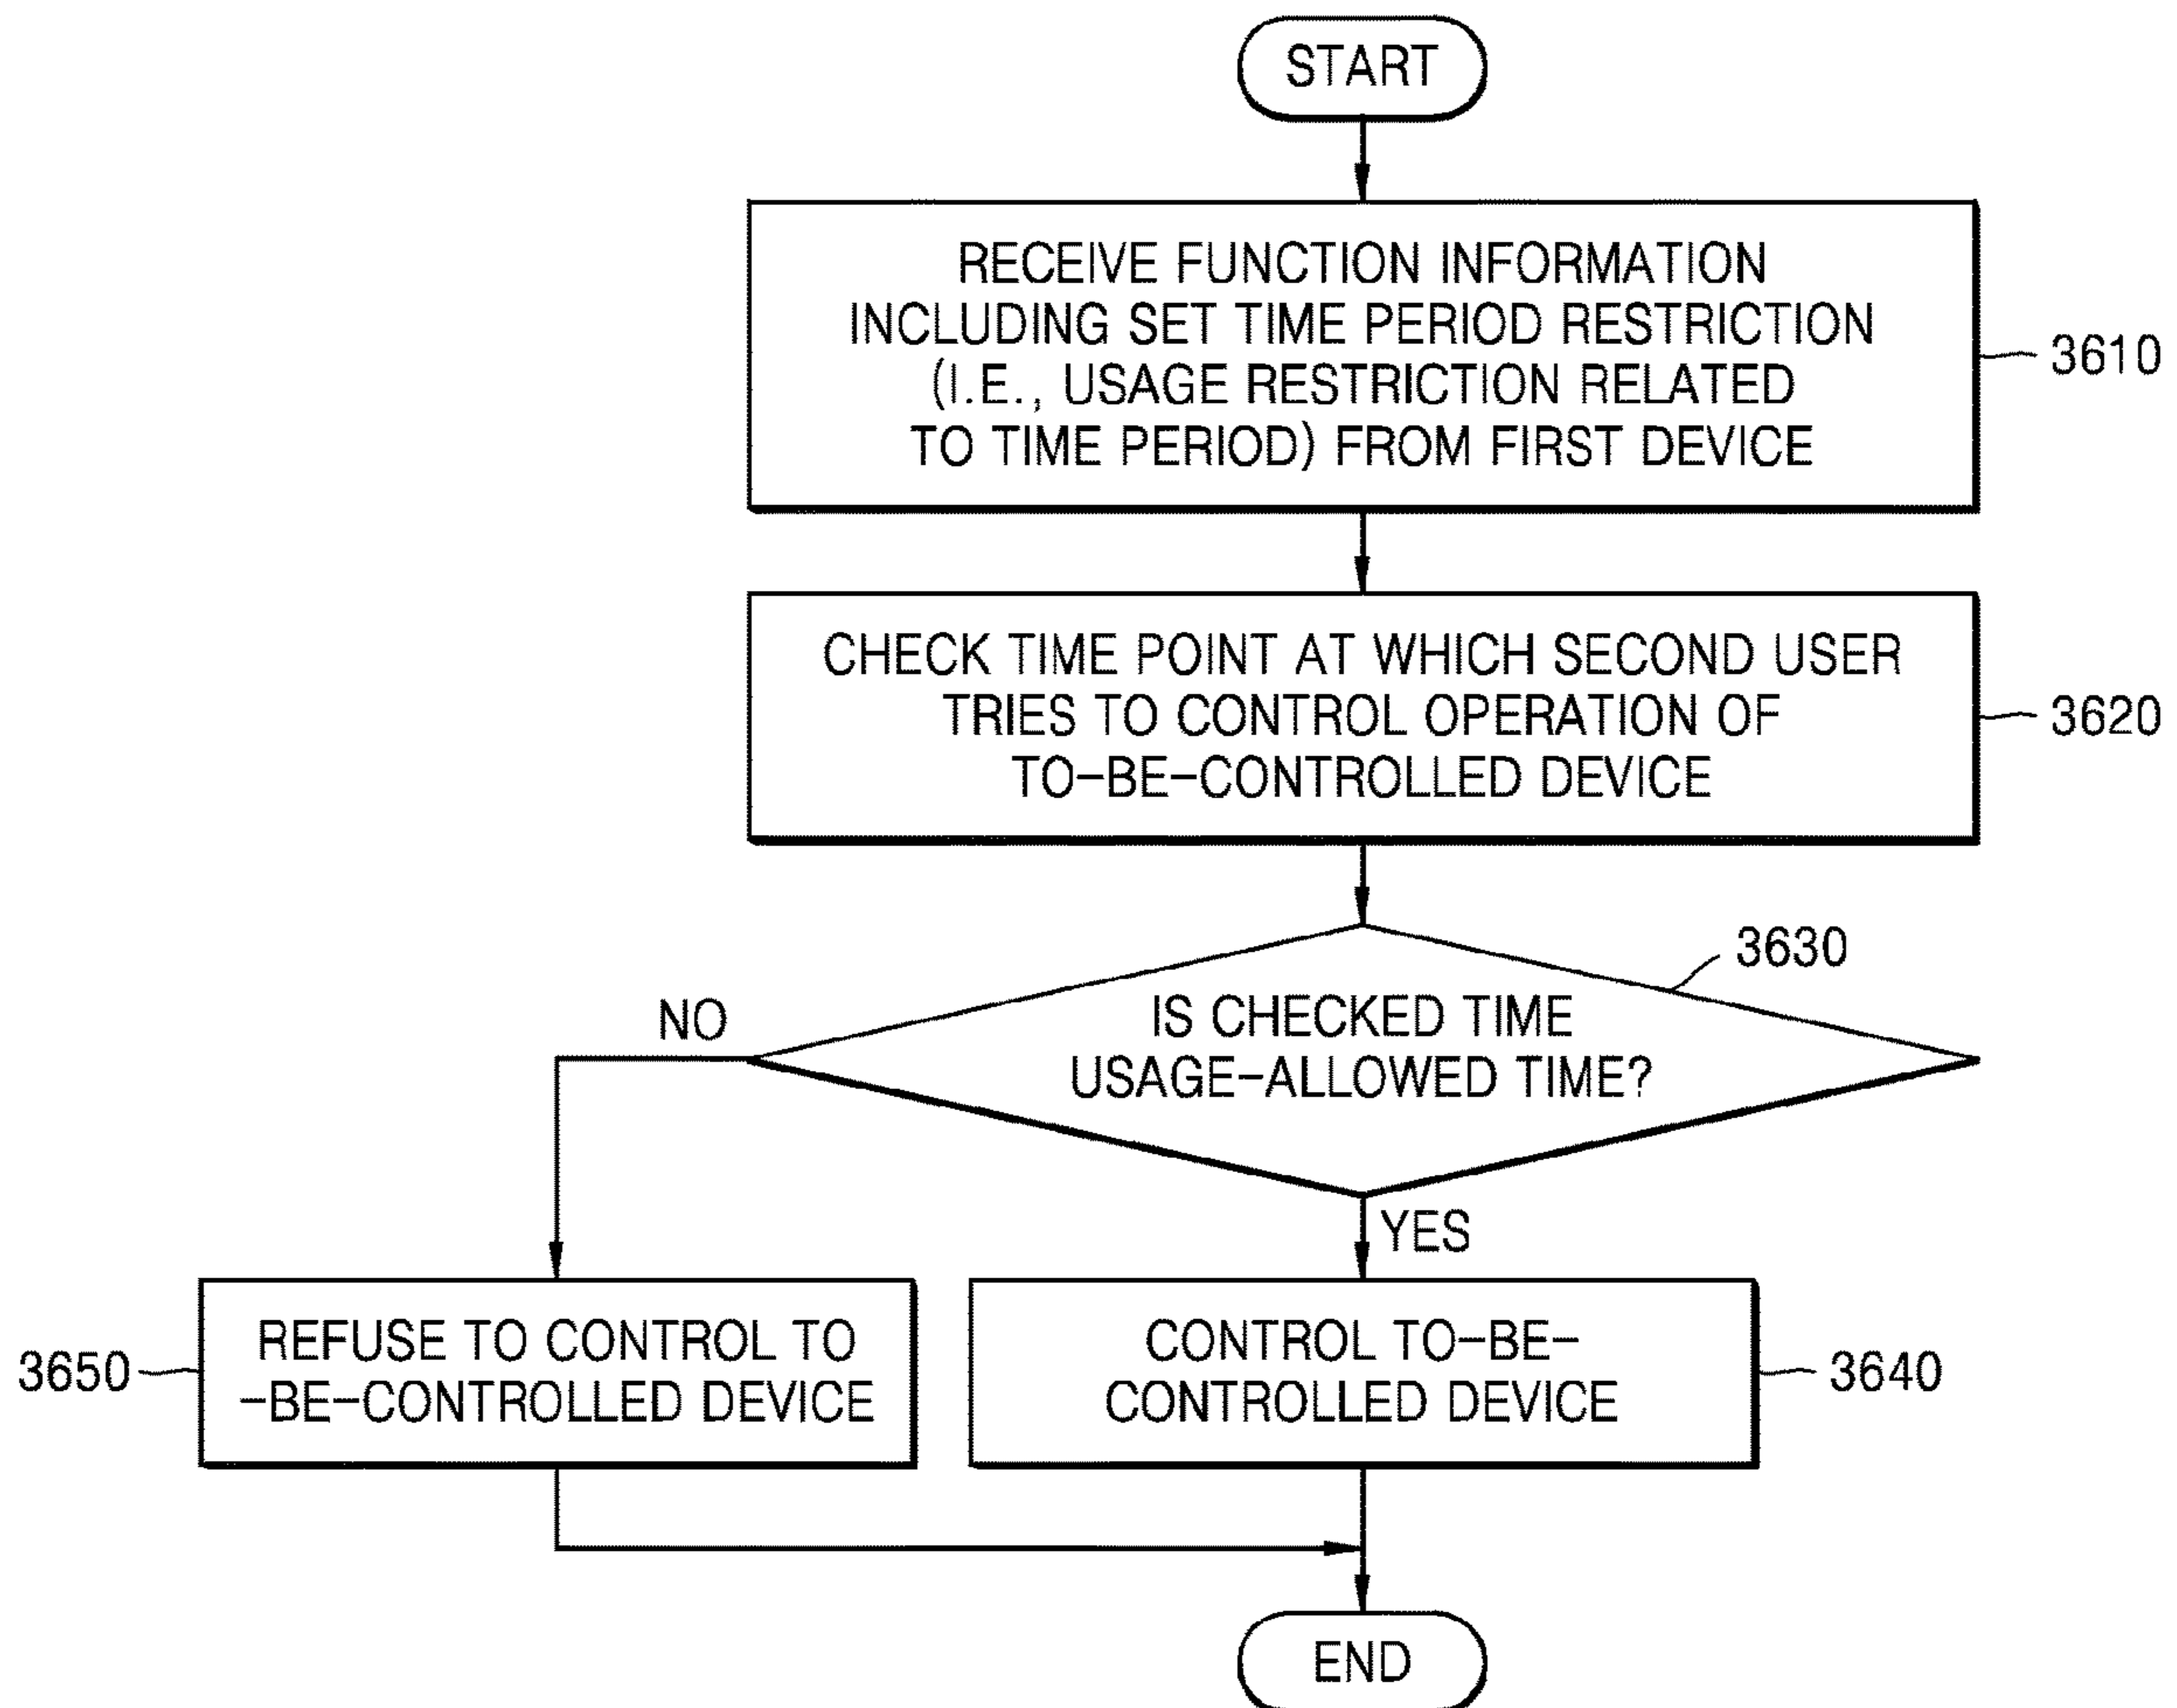 START
RECEIVE FUNCTION INFORMATION
INCLUDING SET TIME PERIOD RESTRICTION
(I.E., USAGE RESTRICTION RELATED
TO TIME PERIOD) FROM FIRST DEVICE
3610
CHECK TIME POINT AT WHICH SECOND USER
TRIES TO CONTROL OPERATION OF
TO-BE-CONTROLLED DEVICE
3620
3630
IS CHECKED TIME
USAGE-ALLOWED TIME?
NO
YES
3650
REFUSE TO CONTROL TO
-BE-CONTROLLED DEVICE
CONTROL TO-BE-
CONTROLLED DEVICE
3640
END